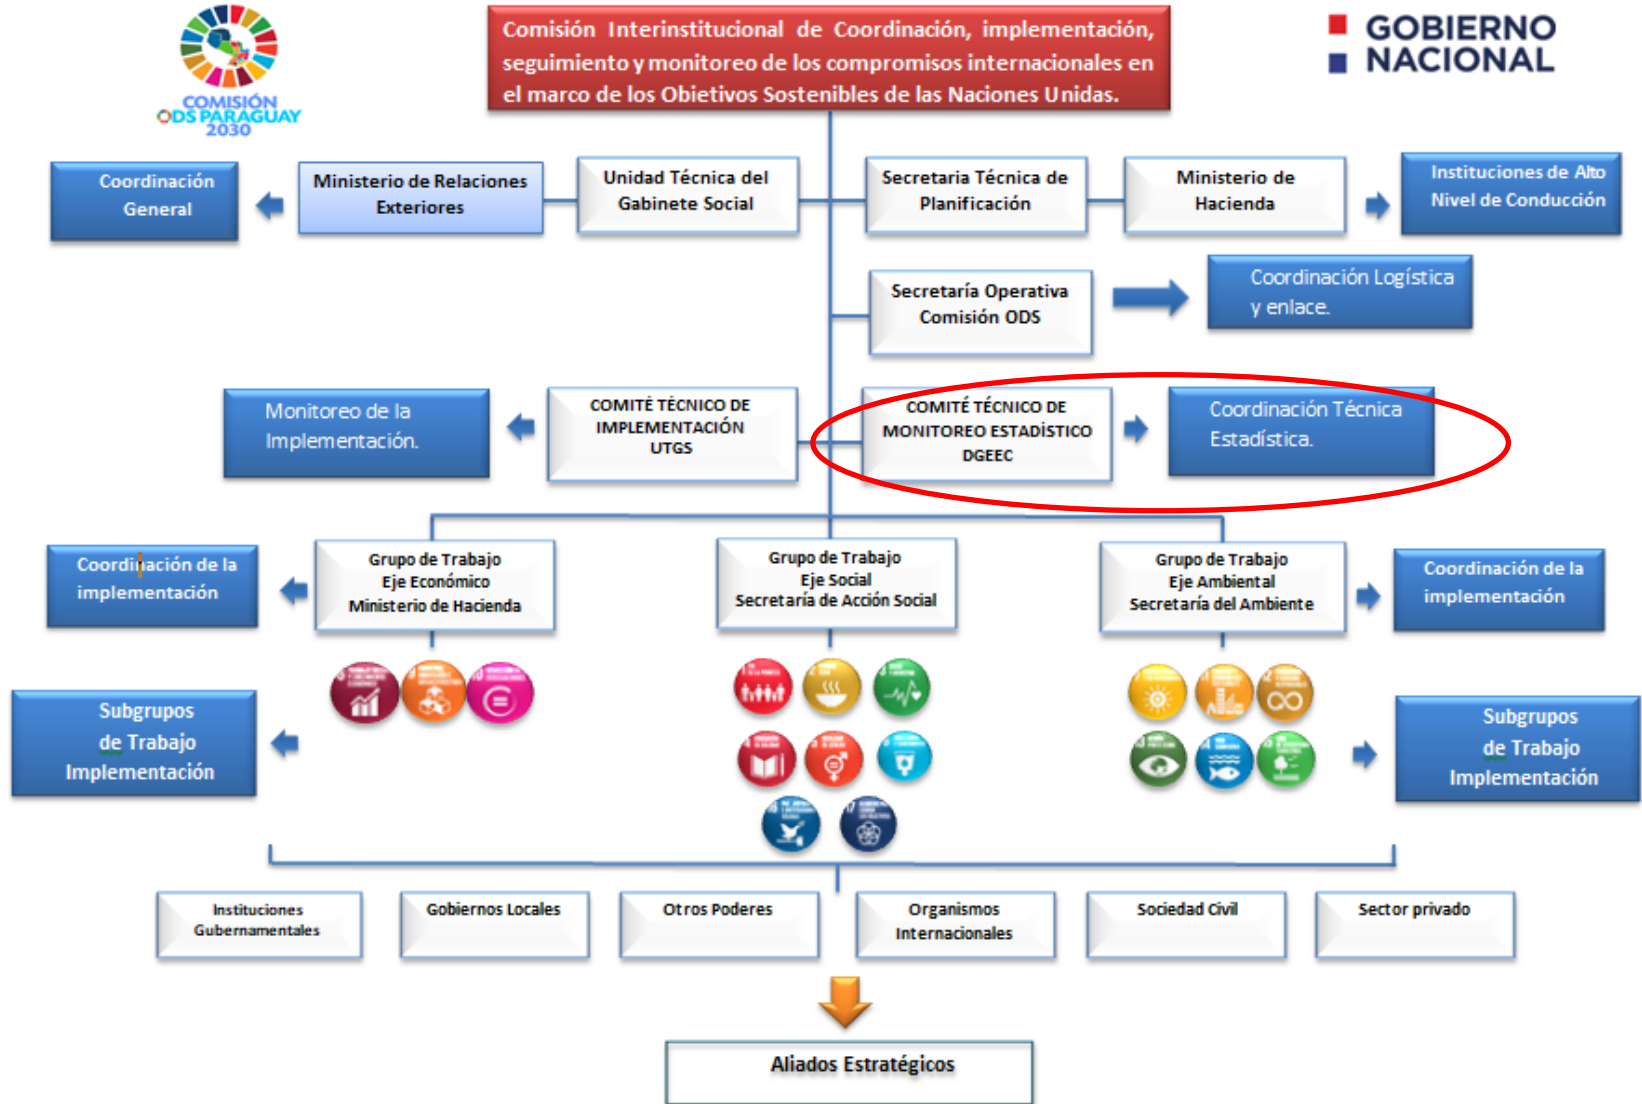 COMISIÓN
ODS PARAGUAY
2030
Comisión Interinstitucional de Coordinación, implementación,
seguimiento y monitoreo de los compromisos internacionales en
el marco de los Obietivos Sostenibles de las Naciones Unidas.
GOBIERNO
NACIONAL
Coordinación
General
Ministerio de Relaciones
Exteriores
Unidad Técnica del
Gabinete Social
Secretaria Técnica de
Planificación
Ministerio de
Hacienda
Instituciones de Alto
Nivel de Conducción
Secretaría Operativa
Comisión ODS
Coordinación Logística
y enlace.
Monitoreo de la
Implementación.
COMITÉ TÉCNICO DE
IMPLEMENTACIÓN
UTGS
COMITÉ TÉCNICO DE
MONITOREO ESTADÍSTICO
DGEEC
Coordinación Técnica
Estadística.
Coordinación de la
implementación
Grupo de Trabajo
Eje Económico
Ministerio de Hacienda
Grupo de Trabajo
Eje Social
Secretaría de Acción Social
Grupo de Trabajo
Eje Ambiental
Secretaría del Ambiente
Coordinación de la
implementación
Subgrupos
de Trabajo
Implementación
Subgrupos
de Trabajo
Implementación
Instituciones
Gubernamentales
Gobiernos Locales
Otros Poderes
Organismos
Internacionales
Sociedad Civil
Sector privado
Aliados Estratégicos